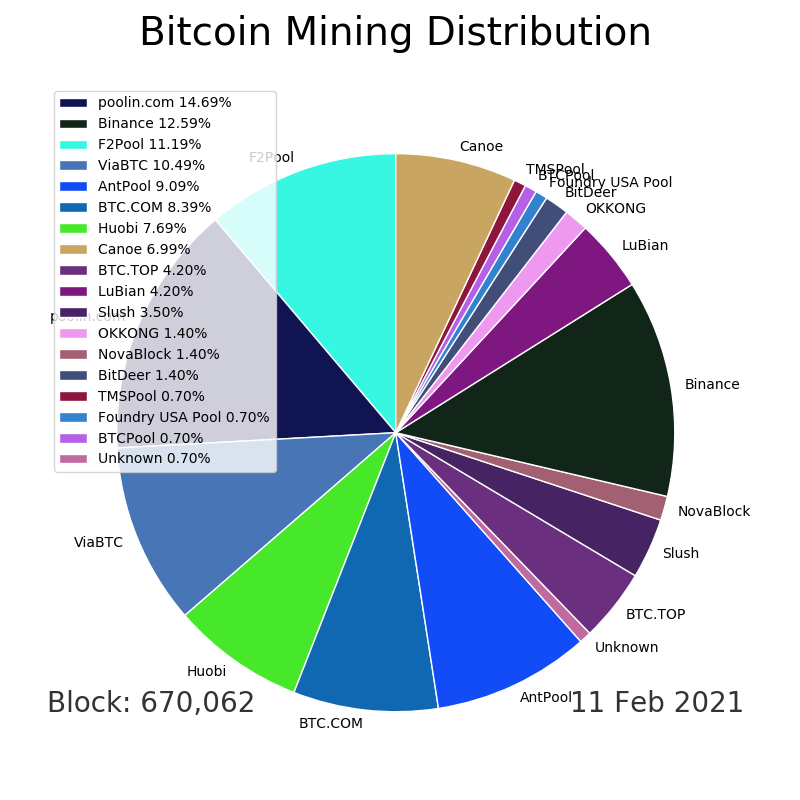 Bitcoin Mining Distribution
poolin.com 14.69%
Binance 12.59%
F2Pool 11.19%
ViaBTC 10.49%
AntPool 9.09%
BTC.COM 8.39%
Huobi 7.69%
Canoe 6.99%
BTC.TOP 4.20%
LuBian 4.20%
Slush 3.50%
OKKONG 1.40%
NovaBlock 1.40%
BitDeer 1.40%
TMSPool 0.70%
Foundry USA Pool 0.70%
BTCPool 0.70%
Unknown 0.70%
F2Pool
Canoe
TMSPool
BTCPool
Foundry USA Pool
BitDeer
OKKONG
LuBian
poolin.com
Binance
NovaBlock
ViaBTC
Slush
BTC.TOP
Unknown
Huobi
AntPool
BTC.COM
Block: 670,062
11 Feb 2021